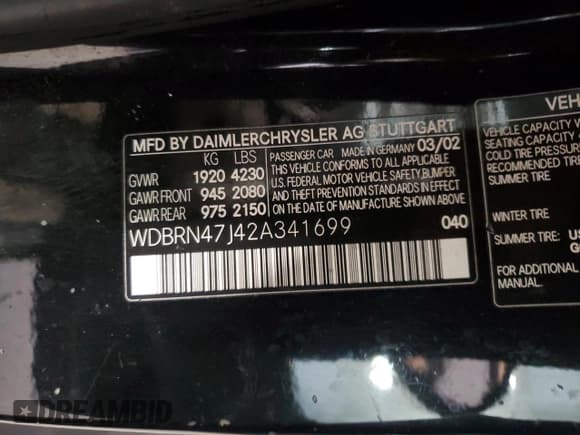 MFD BY DAIMLERCHRYSLER AG STUTTGART
KG LBS
GVWR 1920 4230
GAWR FRONT 945 2080
GAWR REAR 975 2150
PASSENGER CAR MADE IN GERMANY 03/02
THIS VEHICLE CONFORMS TO ALL APPLICABLE
U.S. FEDERAL MOTOR VEHICLE SAFETY, BUMPER
AND THEFT PREVENTION STANDARDS IN EFFECT
ON THE DATE OF MANUFACTURE SHOWN ABOVE
WDBRN47J42A341699
040
VEH
VEHICLE CAPACITY
SEATING CAPACITY
COLD TIRE
RECOMMENDED TIRE
WINTER TIRE
SUMMER TIRE: US
FOR ADDITIONAL
MANUAL
DREAMBID